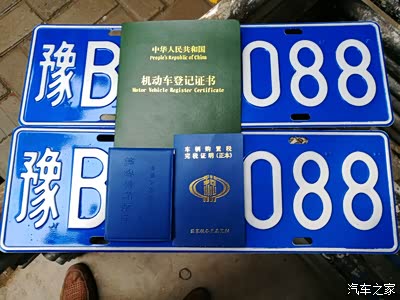 中华人民共和国
People's Republic of China
机动车登记证书
Motor Vehicle Register Certificate
豫B 088
车辆购置税
完税证明(正本)
豫B 088
汽车之家